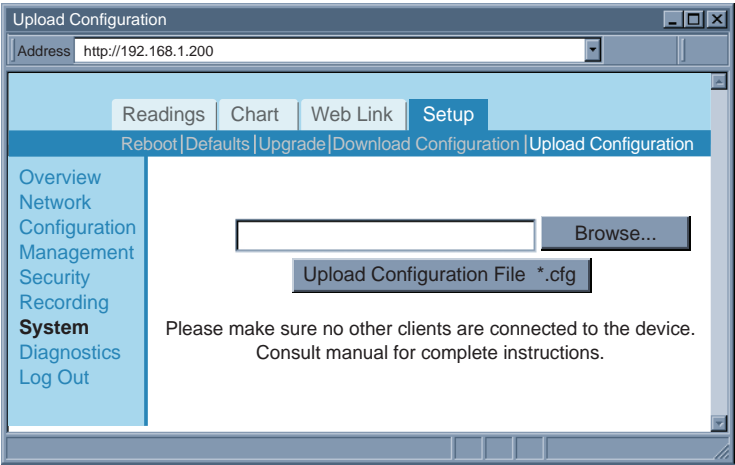 Upload Configuration
Address http://192.168.1.200
Readings Chart Web Link Setup
Reboot|Defaults|Upgrade|Download Configuration|Upload Configuration
Overview
Network
Configuration
Management
Security
Recording
System
Diagnostics
Log Out
Browse...
Upload Configuration File *.cfg
Please make sure no other clients are connected to the device.
Consult manual for complete instructions.